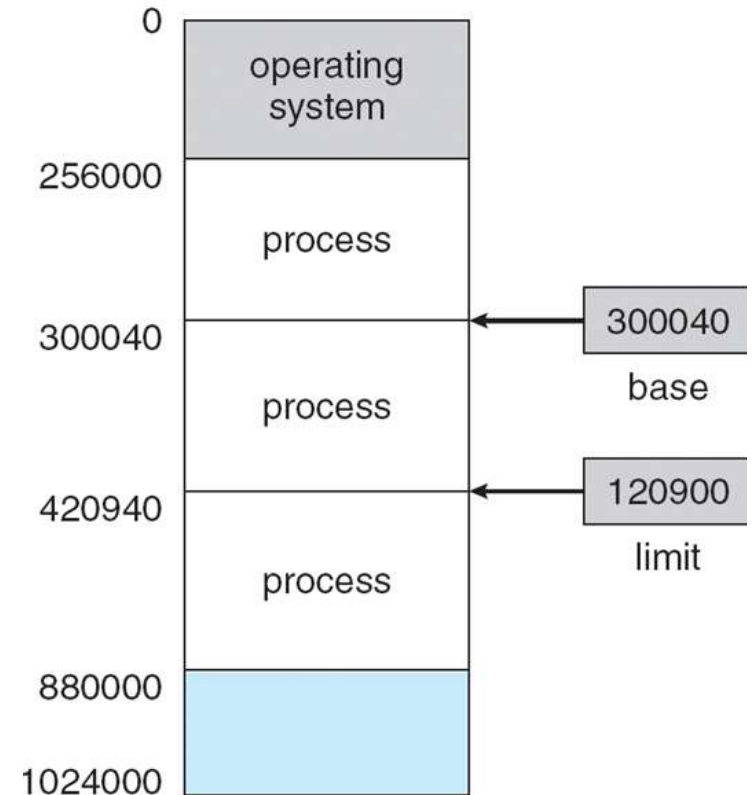 0
operating
system
256000
process
300040
300040
base
process
420940
120900
limit
process
880000
1024000